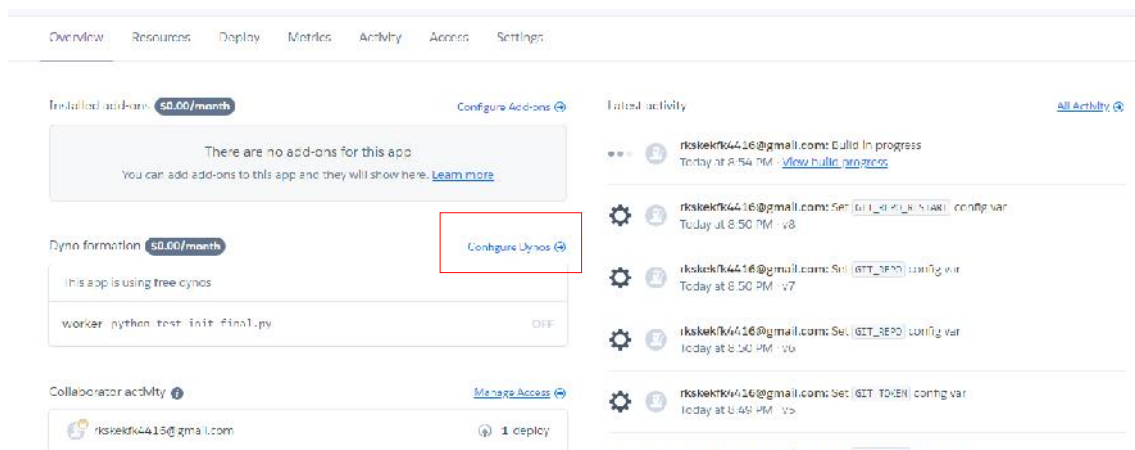 Overview Resources Deploy Metrics Activity Access Settings
Installed add-ons $0.00/month Configure Add-ons
There are no add-ons for this app
You can add add-ons to this app and they will show here. Learn more
Dyno formation $0.00/month Configure Dynos
This app is using free dynos
worker python test_init_final.py OFF
Collaborator activity Manage Access
rkskekfk4416@gmail.com 1 deploy
Latest activity All Activity
rkskekfk4416@gmail.com: Build in progress
Today at 8:54 PM · View build progress
rkskekfk4416@gmail.com: Set GIT_REPO_RESTART config var
Today at 8:50 PM · v8
rkskekfk4416@gmail.com: Set GIT_REPO config var
Today at 8:50 PM · v7
rkskekfk4416@gmail.com: Set GIT_REPO config var
Today at 8:50 PM · v6
rkskekfk4416@gmail.com: Set GIT_TOKEN config var
Today at 8:49 PM · v5